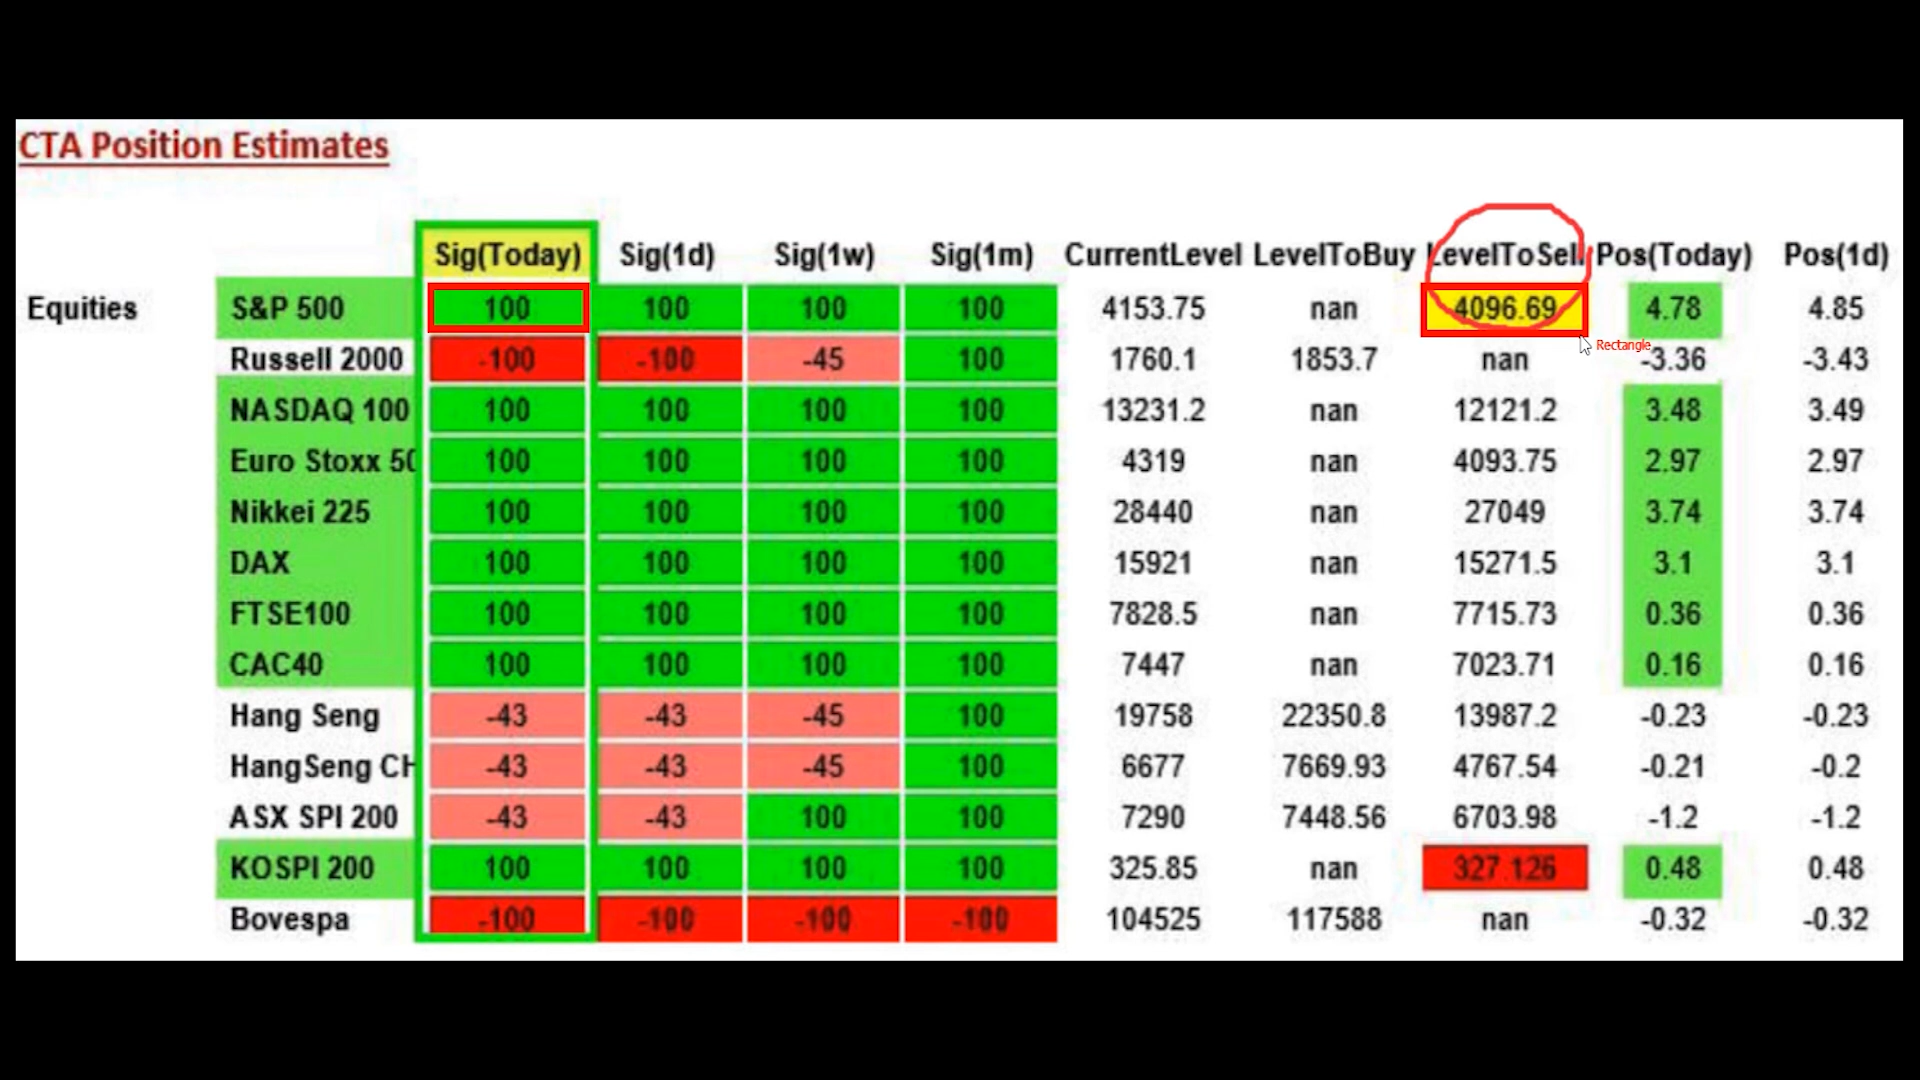 CTA Position Estimates
Sig(Today) Sig(1d) Sig(1w) Sig(1m) CurrentLevel LevelToBuy LevelToSell Pos(Today) Pos(1d)
Equities S&P 500 100 100 100 100 4153.75 nan 4096.69 4.78 4.85
Rectangle
Russell 2000 -100 -100 -45 100 1760.1 1853.7 nan -3.36 -3.43
NASDAQ 100 100 100 100 100 13231.2 nan 12121.2 3.48 3.49
Euro Stoxx 50 100 100 100 100 4319 nan 4093.75 2.97 2.97
Nikkei 225 100 100 100 100 28440 nan 27049 3.74 3.74
DAX 100 100 100 100 15921 nan 15271.5 3.1 3.1
FTSE100 100 100 100 100 7828.5 nan 7715.73 0.36 0.36
CAC40 100 100 100 100 7447 nan 7023.71 0.16 0.16
Hang Seng -43 -43 -45 100 19758 22350.8 13987.2 -0.23 -0.23
HangSeng CH -43 -43 -45 100 6677 7669.93 4767.54 -0.21 -0.2
ASX SPI 200 -43 -43 100 100 7290 7448.56 6703.98 -1.2 -1.2
KOSPI 200 100 100 100 100 325.85 nan 327.126 0.48 0.48
Bovespa -100 -100 -100 -100 104525 117588 nan -0.32 -0.32